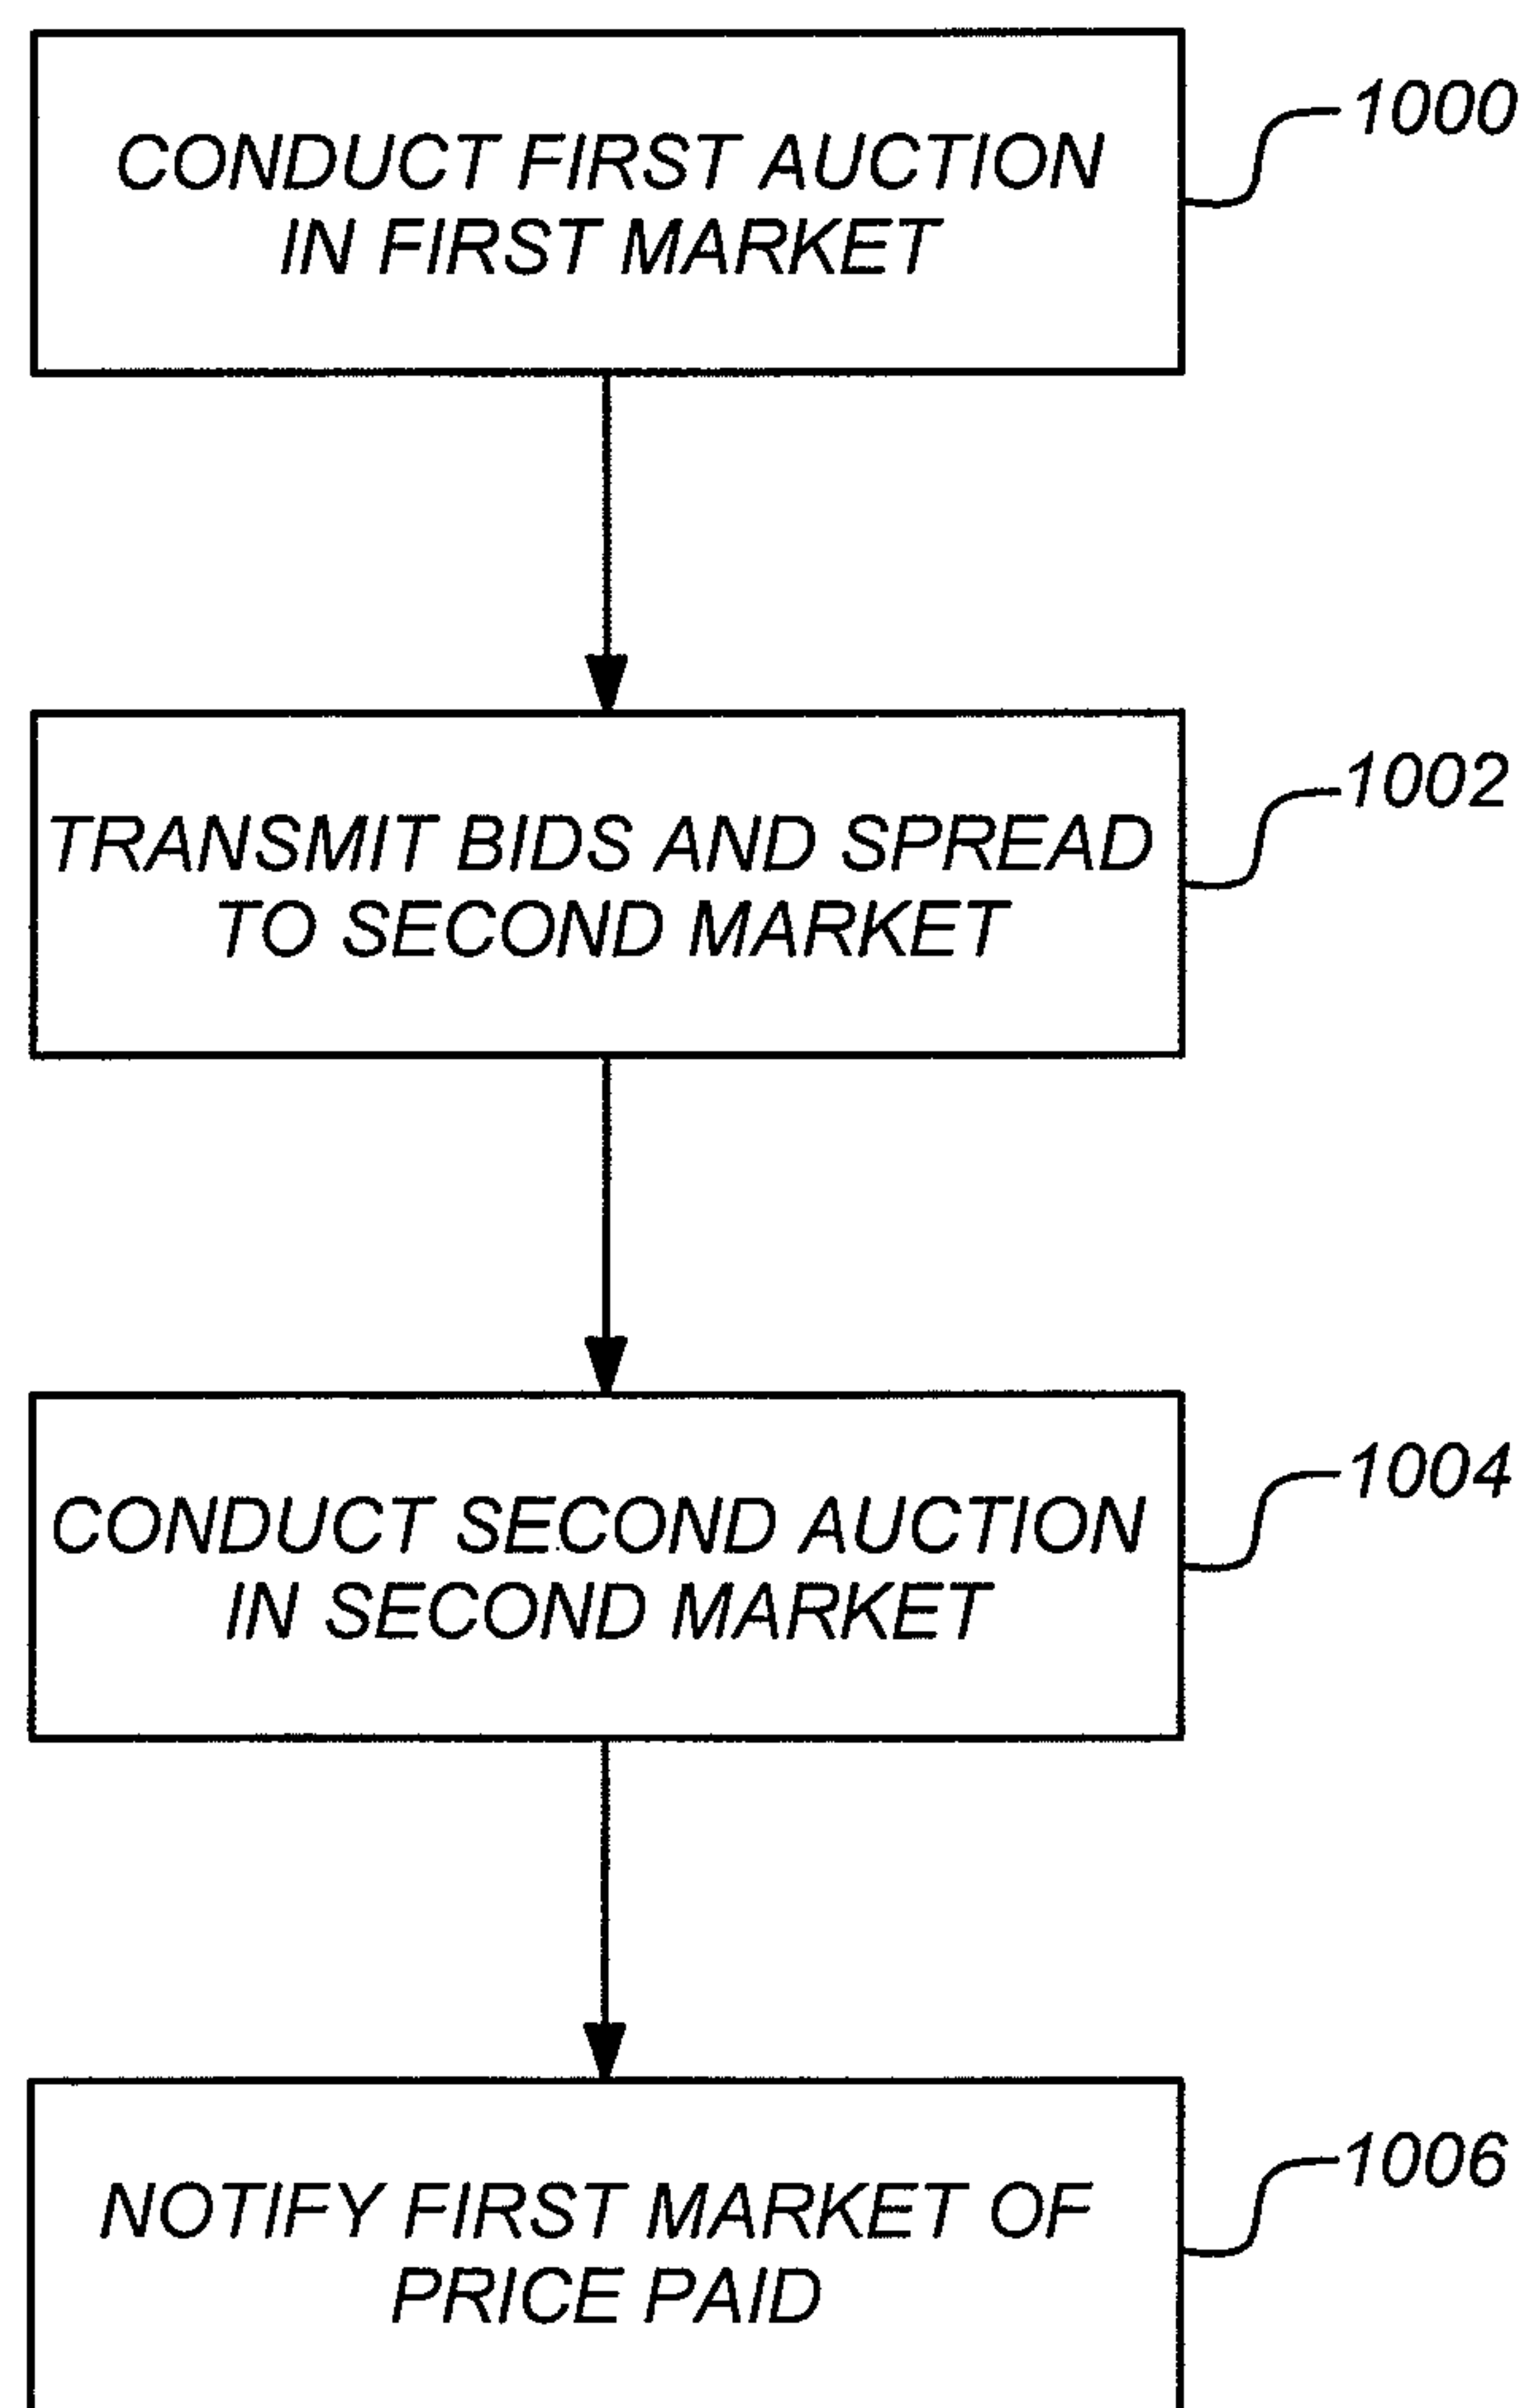 CONDUCT FIRST AUCTION
IN FIRST MARKET
1000
TRANSMIT BIDS AND SPREAD
TO SECOND MARKET
1002
CONDUCT SECOND AUCTION
IN SECOND MARKET
1004
NOTIFY FIRST MARKET OF
PRICE PAID
1006